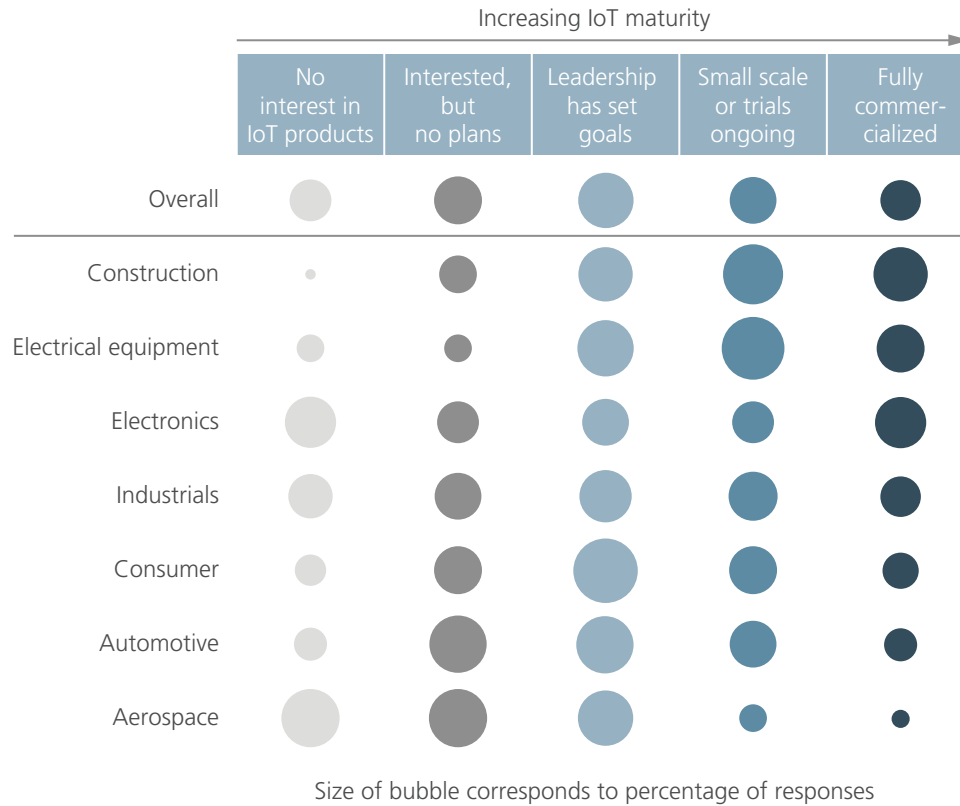 Increasing IoT maturity
No
interest in
IoT products
Interested,
but
no plans
Leadership
has set
goals
Small scale
or trials
ongoing
Fully
commer-
cialized
Overall
Construction
Electrical equipment
Electronics
Industrials
Consumer
Automotive
Aerospace
Size of bubble corresponds to percentage of responses